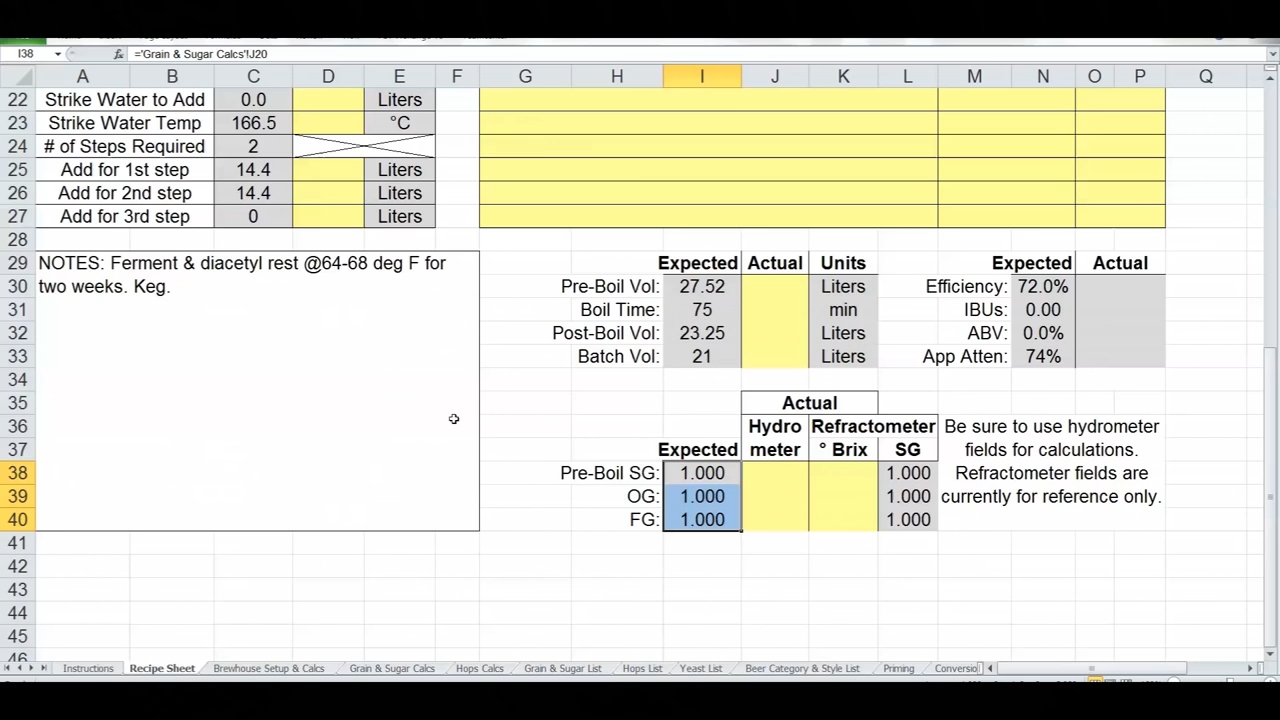 I38 fx ='Grain & Sugar Calcs'!J20
A B C D E F G H I J K L M N O P Q
22 Strike Water to Add 0.0 Liters
23 Strike Water Temp 166.5 °C
24 # of Steps Required 2
25 Add for 1st step 14.4 Liters
26 Add for 2nd step 14.4 Liters
27 Add for 3rd step 0 Liters
28
29 NOTES: Ferment & diacetyl rest @64-68 deg F for Expected Actual Units Expected Actual
30 two weeks. Keg. Pre-Boil Vol: 27.52 Liters Efficiency: 72.0%
31 Boil Time: 75 min IBUs: 0.00
32 Post-Boil Vol: 23.25 Liters ABV: 0.0%
33 Batch Vol: 21 Liters App Atten: 74%
34
35 Actual
36 Hydro Refractometer Be sure to use hydrometer
37 Expected meter ° Brix SG fields for calculations.
38 Pre-Boil SG: 1.000 1.000 Refractometer fields are
39 OG: 1.000 1.000 currently for reference only.
40 FG: 1.000 1.000
41
42
43
44
45
46
Instructions Recipe Sheet Brewhouse Setup & Calcs Grain & Sugar Calcs Hops Calcs Grain & Sugar List Hops List Yeast List Beer Category & Style List Priming Conversio